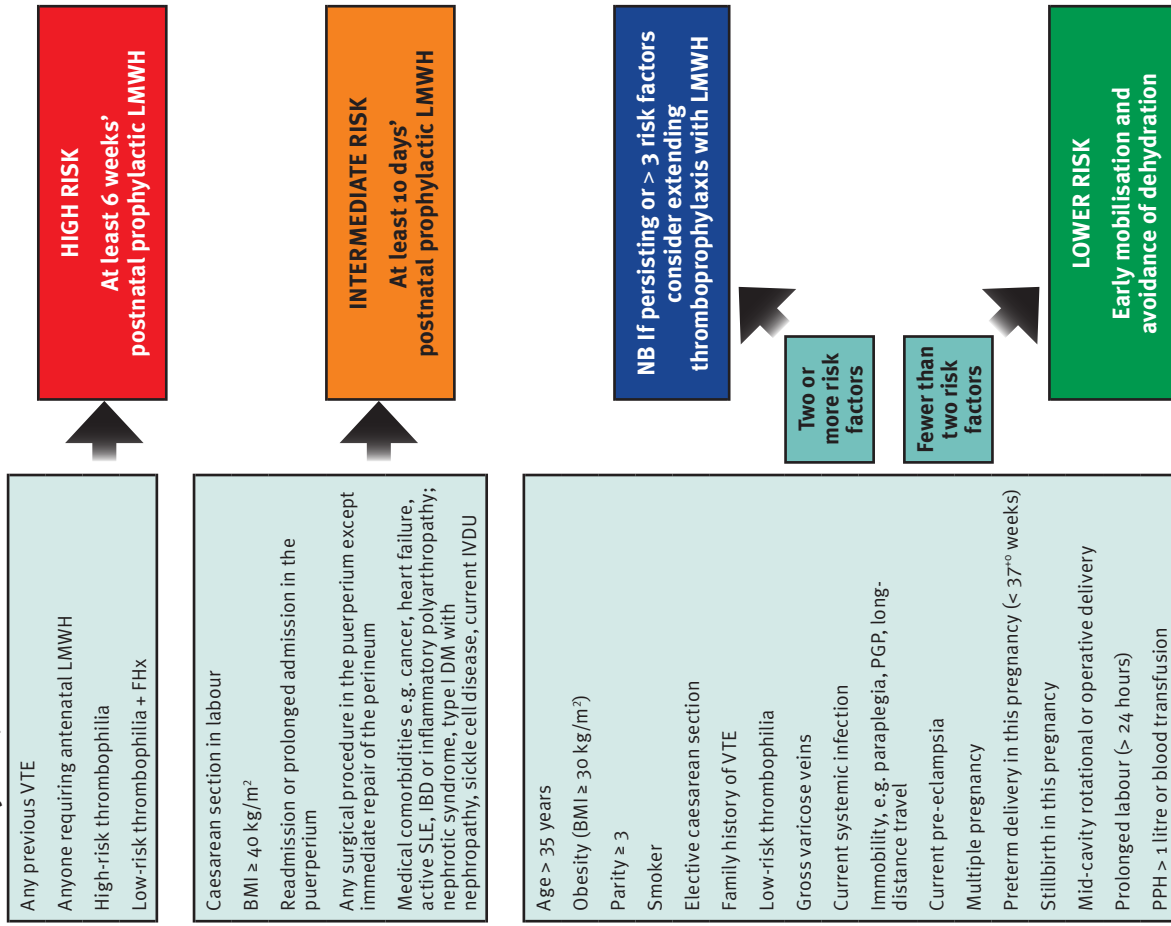 Any previous VTE
Anyone requiring antenatal LMWH
High-risk thrombophilia
Low-risk thrombophilia + FHx
HIGH RISK
At least 6 weeks’
postnatal prophylactic LMWH
Caesarean section in labour
BMI ≥ 40 kg/m²
Readmission or prolonged admission in the
puerperium
Any surgical procedure in the puerperium except
immediate repair of the perineum
Medical comorbidities e.g. cancer, heart failure,
active SLE, IBD or inflammatory polyarthropathy;
nephrotic syndrome, type I DM with
nephropathy, sickle cell disease, current IVDU
INTERMEDIATE RISK
At least 10 days’
postnatal prophylactic LMWH
NB If persisting or > 3 risk factors
consider extending
thromboprophylaxis with LMWH
Age > 35 years
Obesity (BMI ≥ 30 kg/m²)
Parity ≥ 3
Smoker
Elective caesarean section
Family history of VTE
Low-risk thrombophilia
Gross varicose veins
Current systemic infection
Immobility, e.g. paraplegia, PGP, long-
distance travel
Current pre-eclampsia
Multiple pregnancy
Preterm delivery in this pregnancy (< 37⁺⁰ weeks)
Stillbirth in this pregnancy
Mid-cavity rotational or operative delivery
Prolonged labour (> 24 hours)
PPH > 1 litre or blood transfusion
Two or
more risk
factors
Fewer than
two risk
factors
LOWER RISK
Early mobilisation and
avoidance of dehydration